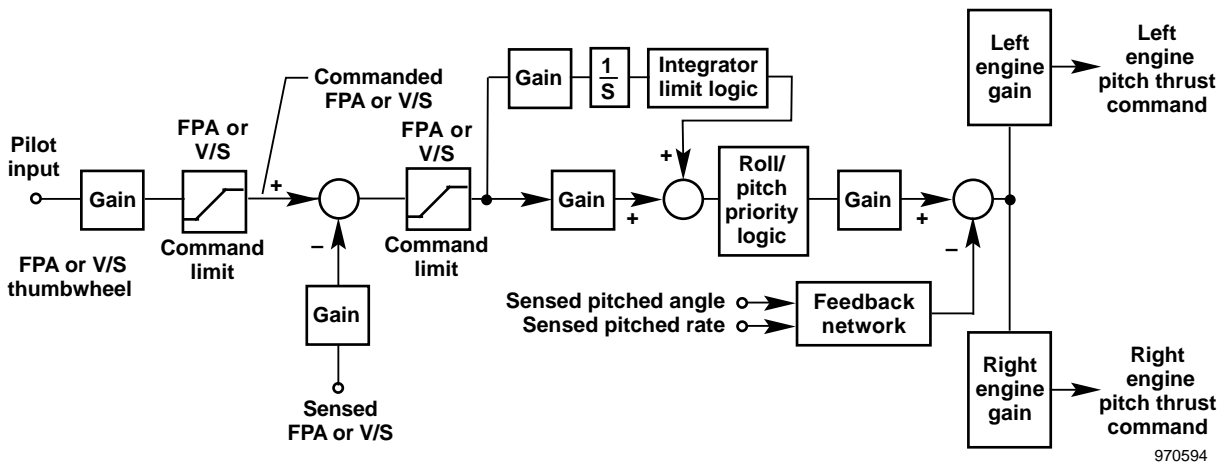 Pilot
input
Gain
FPA or V/S
thumbwheel
FPA or
V/S
Command
limit
Commanded
FPA or V/S
+
–
Gain
Sensed
FPA or V/S
FPA or
V/S
Command
limit
Gain
1
S
Integrator
limit logic
Gain
+
+
Roll/
pitch
priority
logic
Gain
+
–
Sensed pitched angle
Sensed pitched rate
Feedback
network
Left
engine
gain
Left
engine
pitch thrust
command
Right
engine
gain
Right
engine
pitch thrust
command
970594